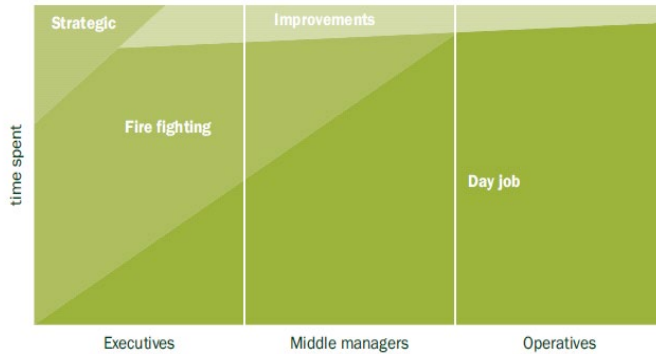 Strategic
Improvements
Fire fighting
Day job
time spent
Executives
Middle managers
Operatives